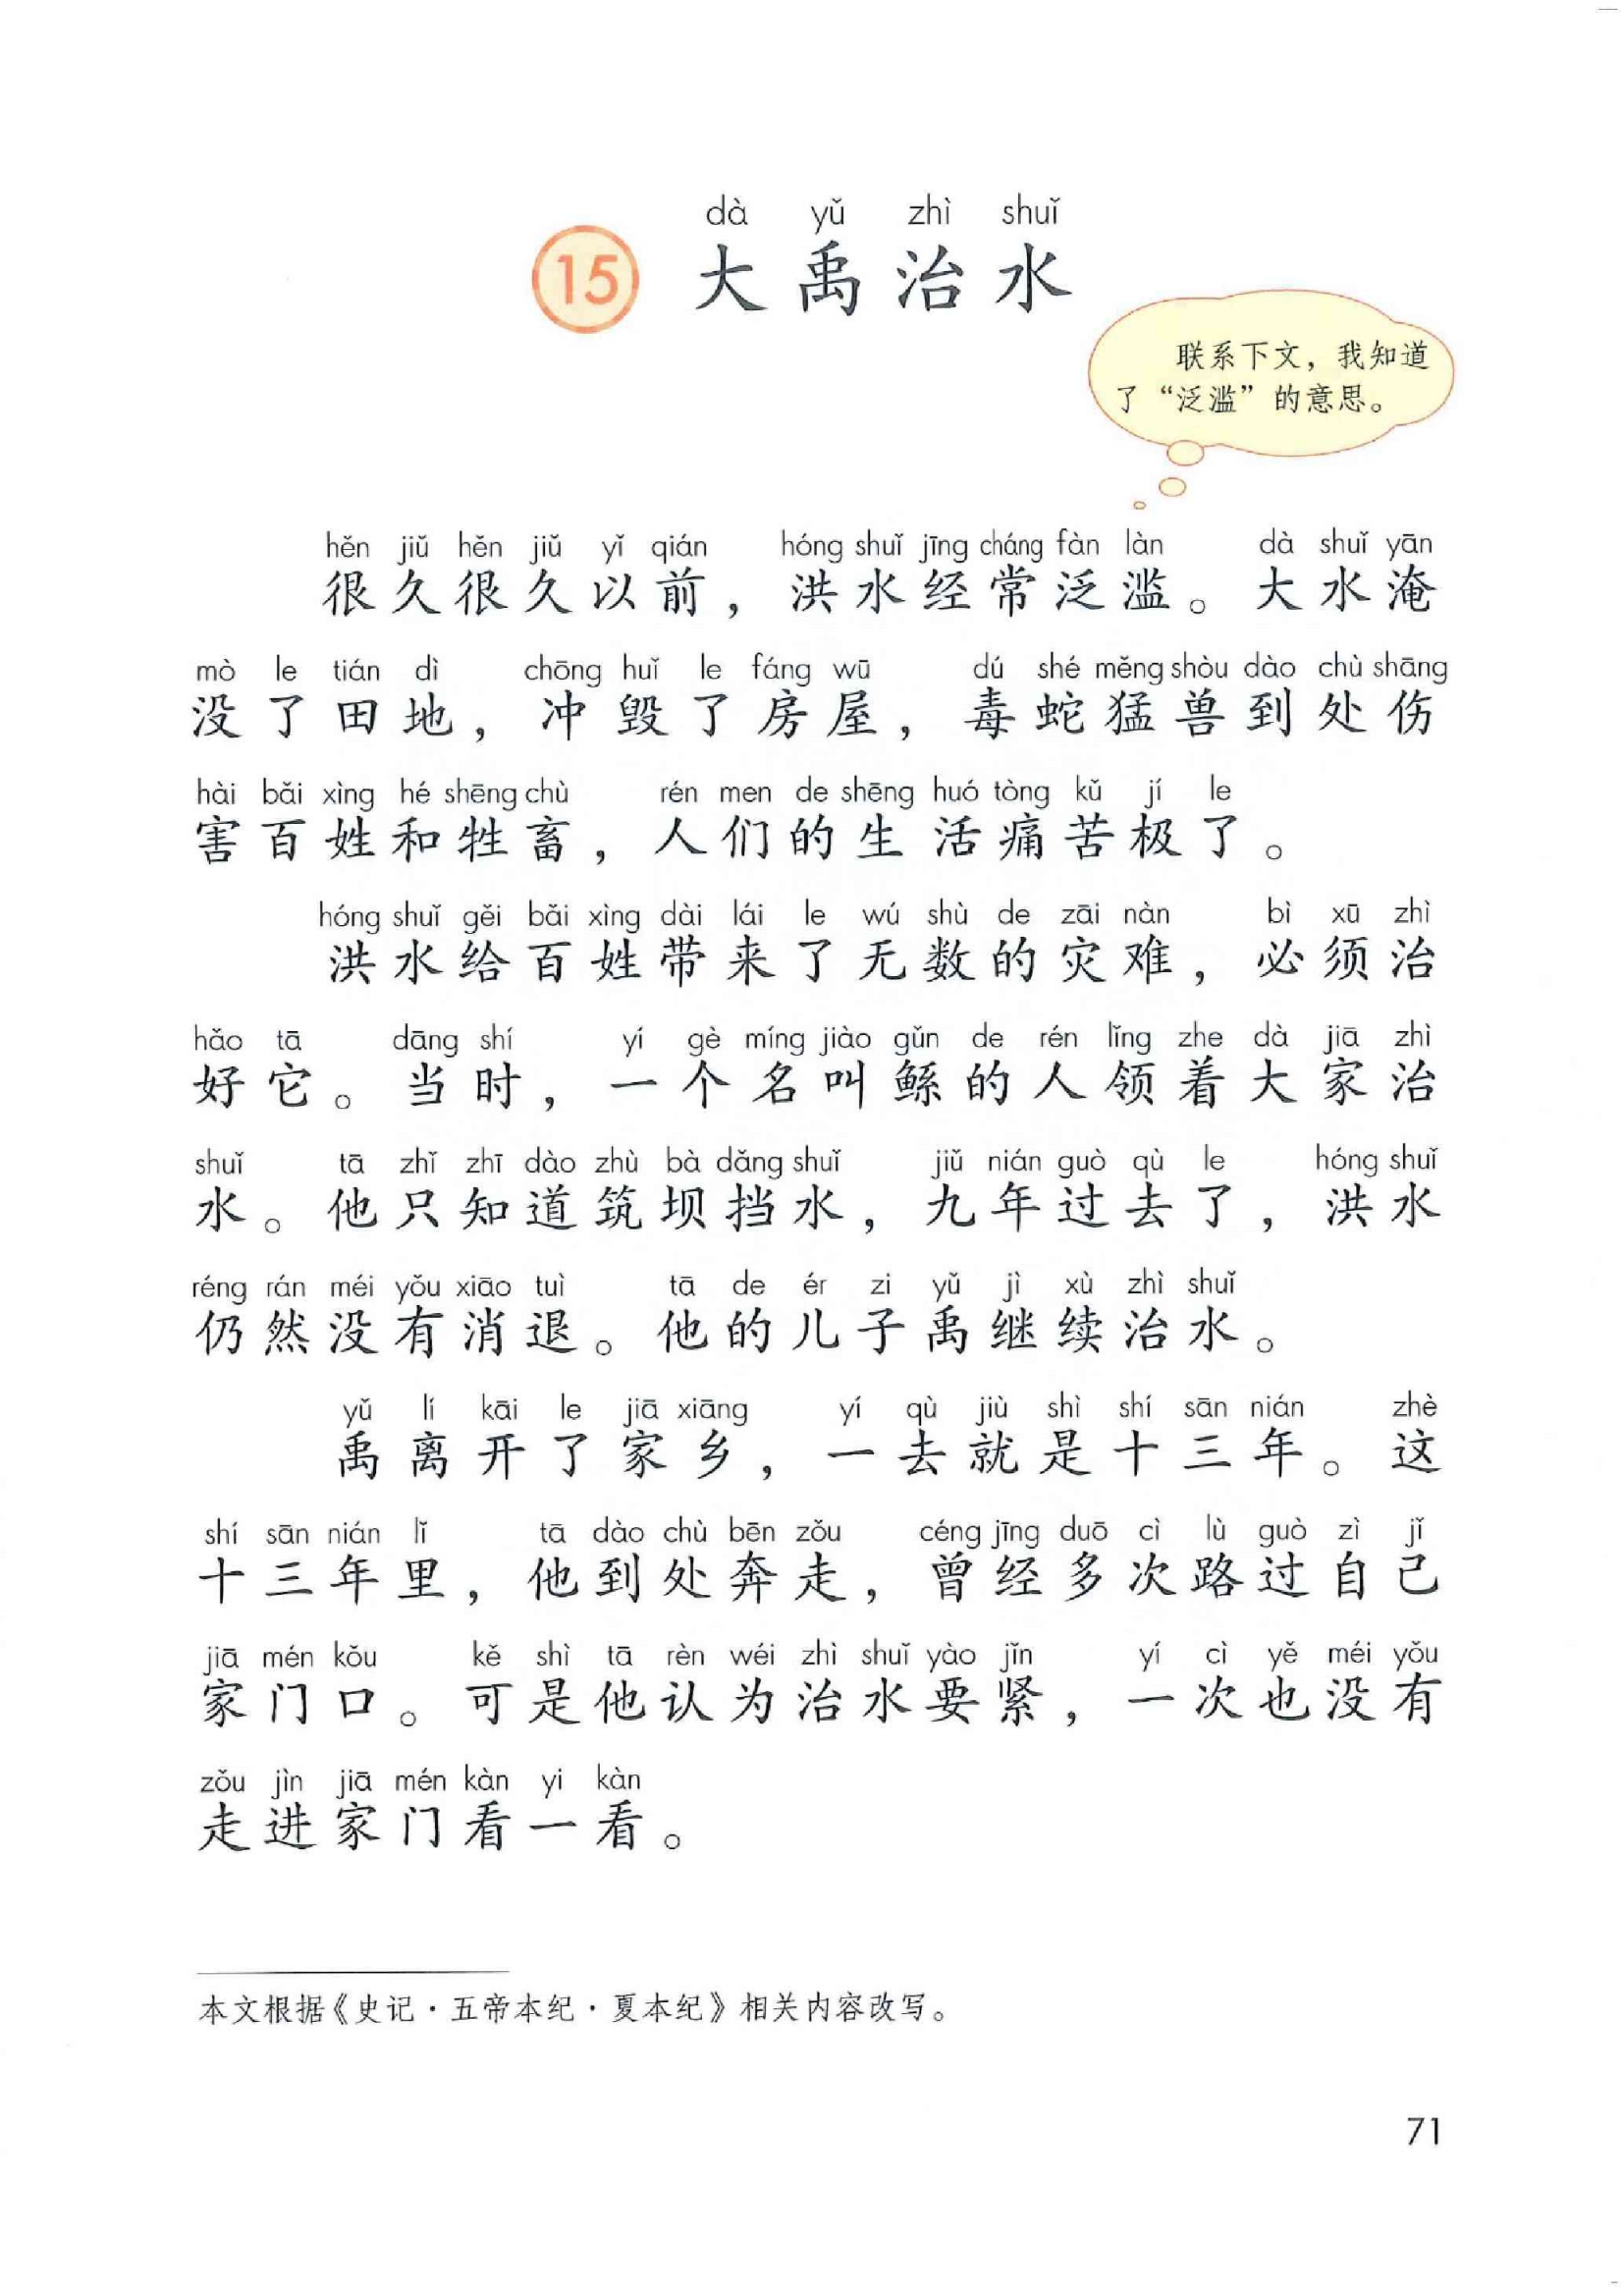 dà yǔ zhì shuǐ
15 大禹治水
联系下文，我知道
了“泛滥”的意思。
hěn jiǔ hěn jiǔ yǐ qián hóng shuǐ jīng cháng fàn làn dà shuǐ yān
很久很久以前，洪水经常泛滥。大水淹
mò le tián dì chōng huǐ le fáng wū dú shé měng shòu dào chù shāng
没了田地，冲毁了房屋，毒蛇猛兽到处伤
hài bǎi xìng hé shēng chù rén men de shēng huó tòng kǔ jí le
害百姓和牲畜，人们的生活痛苦极了。
hóng shuǐ gěi bǎi xìng dài lái le wú shù de zāi nàn bì xū zhì
洪水给百姓带来了无数的灾难，必须治
hǎo tā dāng shí yí gè míng jiào gǔn de rén lǐng zhe dà jiā zhì
好它。当时，一个名叫鲧的人领着大家治
shuǐ tā zhǐ zhī dào zhù bà dǎng shuǐ jiǔ nián guò qù le hóng shuǐ
水。他只知道筑坝挡水，九年过去了，洪水
réng rán méi yǒu xiāo tuì tā de ér zi yǔ jì xù zhì shuǐ
仍然没有消退。他的儿子禹继续治水。
yǔ lí kāi le jiā xiāng yí qù jiù shì shí sān nián zhè
禹离开了家乡，一去就是十三年。这
shí sān nián lǐ tā dào chù bēn zǒu céng jīng duō cì lù guò zì jǐ
十三年里，他到处奔走，曾经多次路过自己
jiā mén kǒu kě shì tā rèn wéi zhì shuǐ yào jǐn yí cì yě méi yǒu
家门口。可是他认为治水要紧，一次也没有
zǒu jìn jiā mén kàn yi kàn
走进家门看一看。
本文根据《史记·五帝本纪·夏本纪》相关内容改写。
71